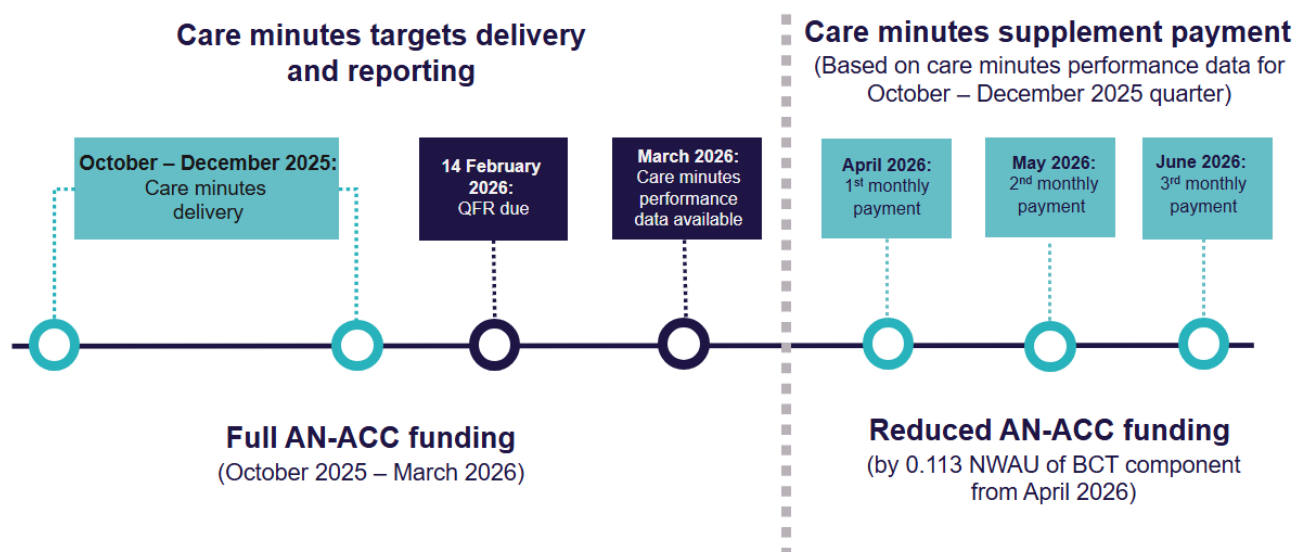 Care minutes targets delivery
and reporting
October – December 2025:
Care minutes
delivery
14 February
2026:
QFR due
March 2026:
Care minutes
performance
data available
Full AN-ACC funding
(October 2025 – March 2026)
Care minutes supplement payment
(Based on care minutes performance data for
October – December 2025 quarter)
April 2026:
1st monthly
payment
May 2026:
2nd monthly
payment
June 2026:
3rd monthly
payment
Reduced AN-ACC funding
(by 0.113 NWAU of BCT component
from April 2026)